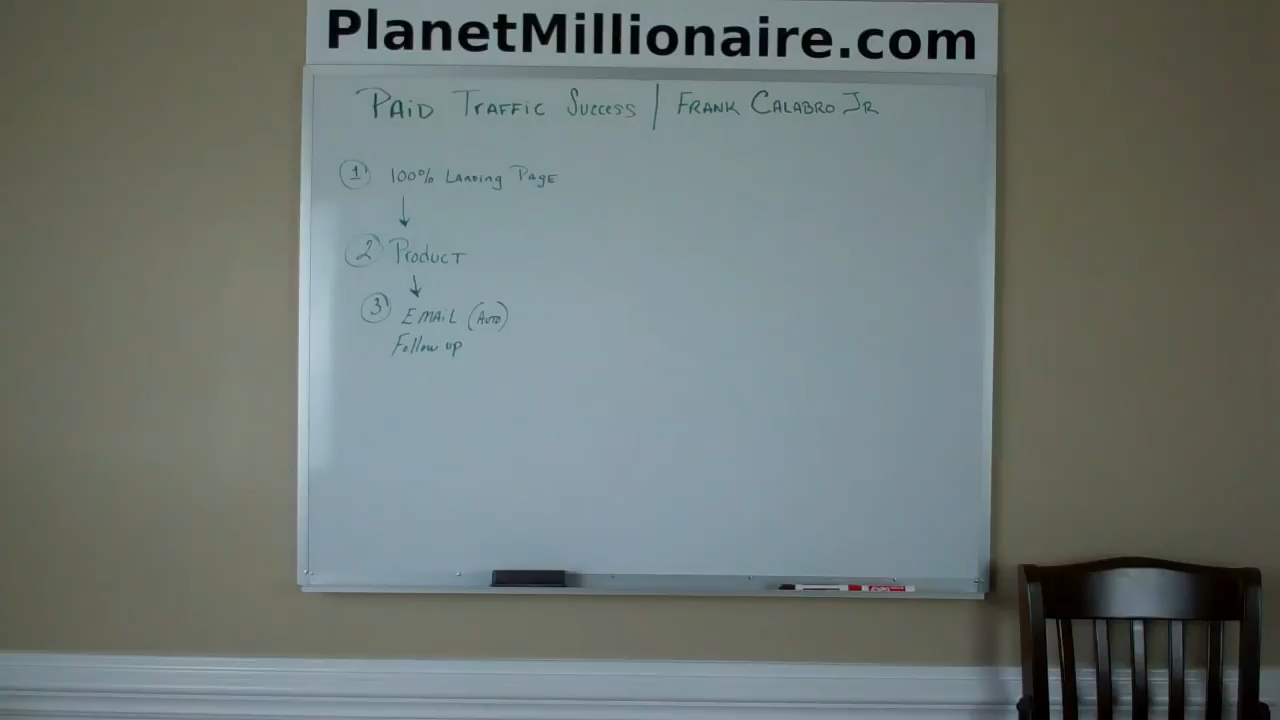 PlanetMillionaire.com
Paid Traffic Success | Frank Calabro Jr
1 100% Landing Page
2 Product
3 Email (Auto)
Follow up